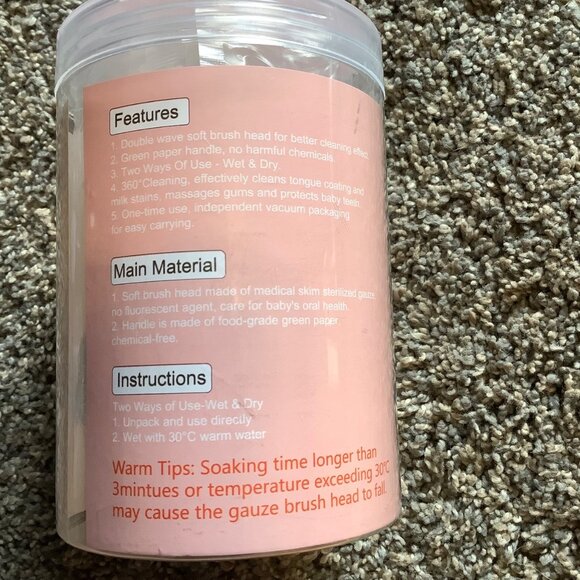 Features
1. Double wave soft brush head for better cleaning effect.
2. Green paper handle, no harmful chemicals.
3. Two Ways Of Use - Wet & Dry.
4. 360°Cleaning, effectively cleans tongue coating and
milk stains, massages gums and protects baby teeth.
5. One-time use, independent vacuum packaging
for easy carrying.
Main Material
1. Soft brush head made of medical skim sterilized gauze,
no fluorescent agent, care for baby's oral health.
2. Handle is made of food-grade green paper
chemical-free.
Instructions
Two Ways of Use-Wet & Dry
1. Unpack and use direcily
2. Wet with 30°C warm water
Warm Tips: Soaking time longer than
3mintues or temperature exceeding 30°C
may cause the gauze brush head to fall.